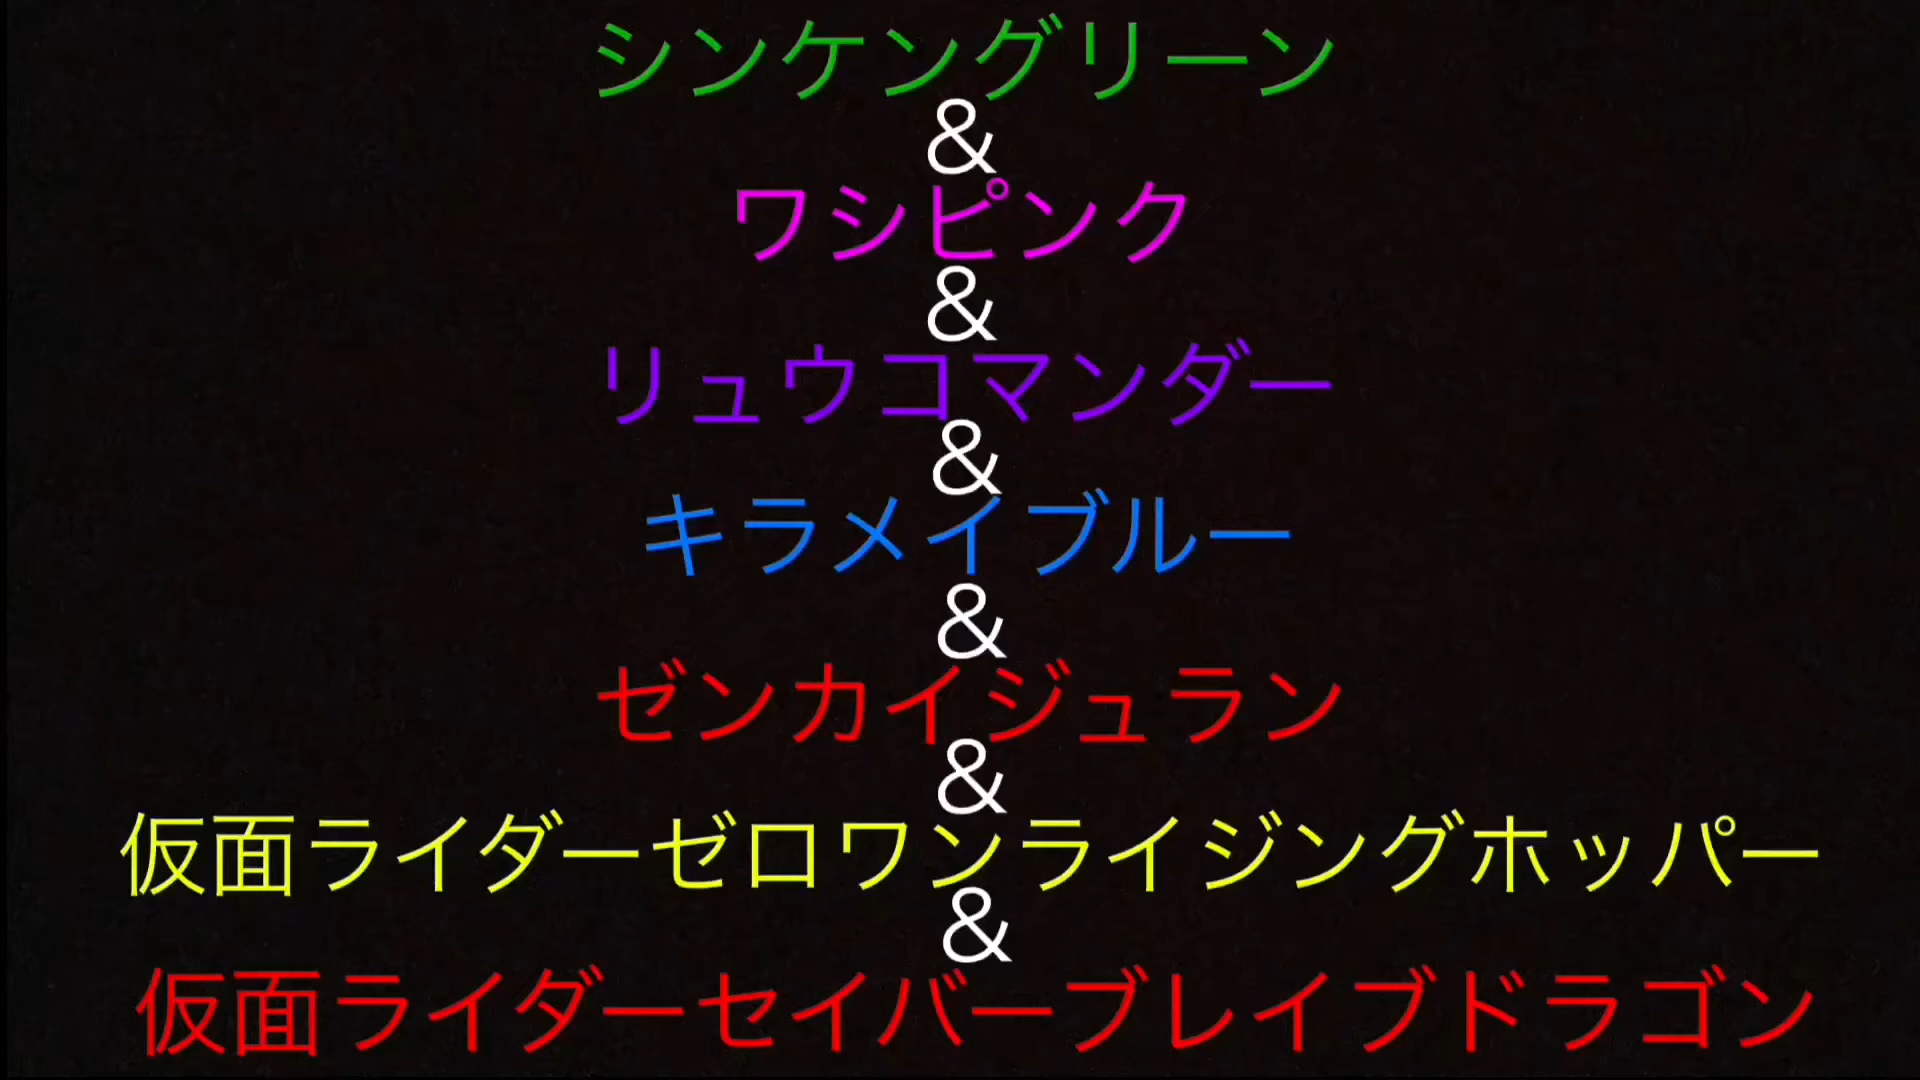 シンケングリーン
&
ワシピンク
&
リュウコマンダー
&
キラメイブルー
&
ゼンカイジュラン
&
仮面ライダーゼロワンライジングホッパー
&
仮面ライダーセイバーブレイブドラゴン